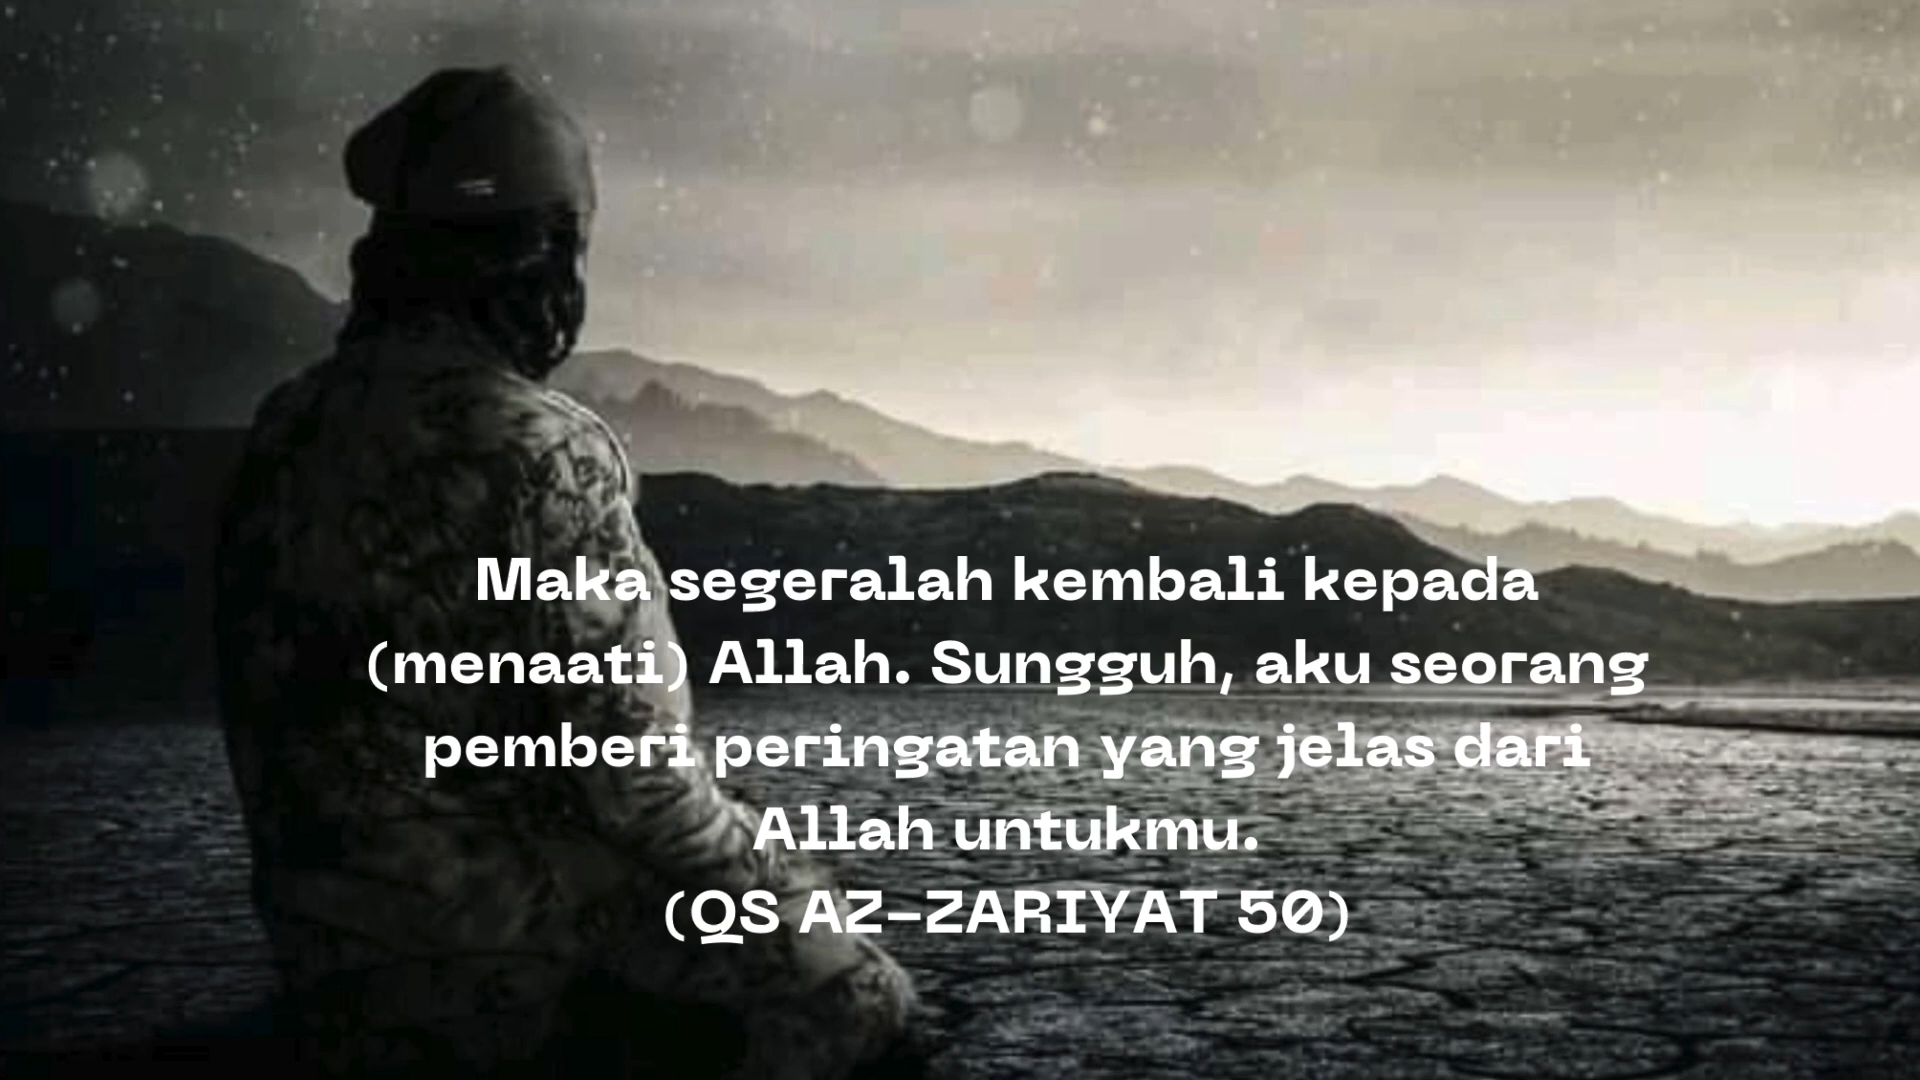 Maka segeralah kembali kepada
(menaati) Allah. Sungguh, aku seorang
pemberi peringatan yang jelas dari
Allah untukmu.
(QS AZ-ZARIYAT 50)